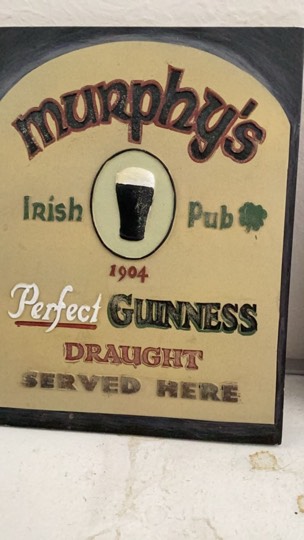 murphy's
Irish Pub
1904
Perfect GUINNESS
DRAUGHT
SERVED HERE